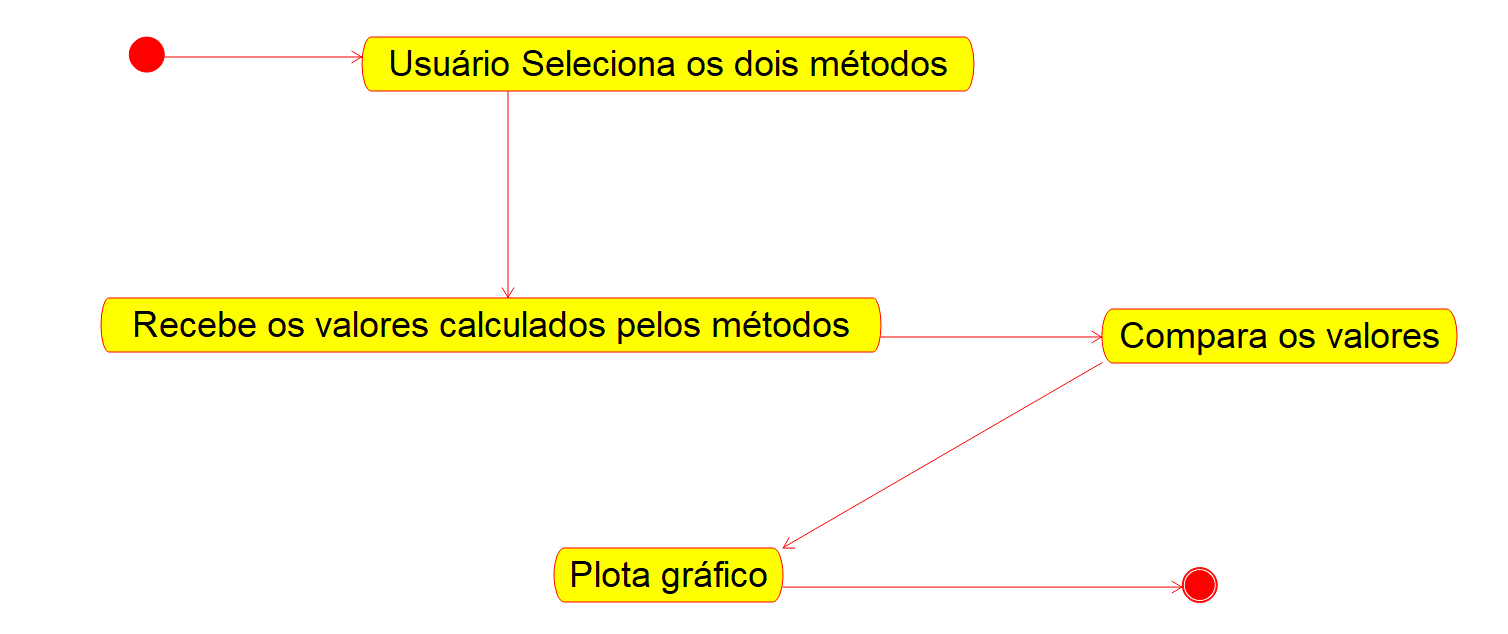 Usuário Seleciona os dois métodos
Recebe os valores calculados pelos métodos
Compara os valores
Plota gráfico